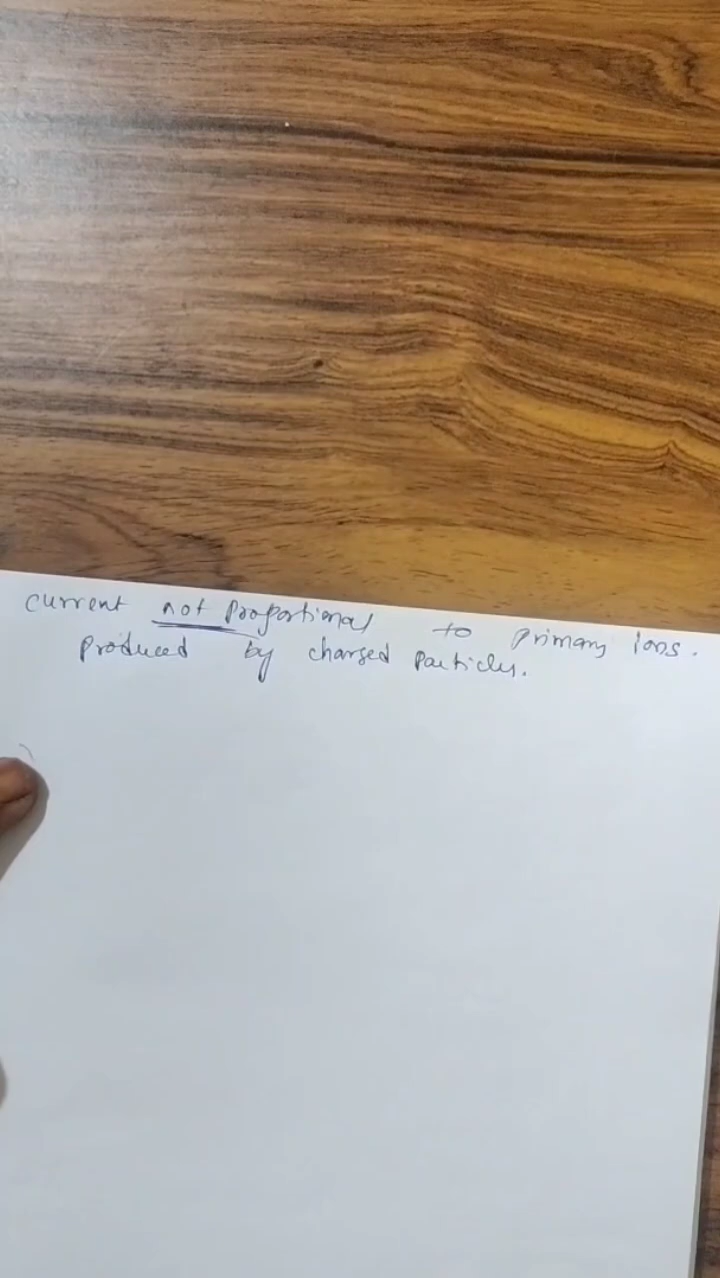 current not proportional to primary ions.
produced by charged particles.